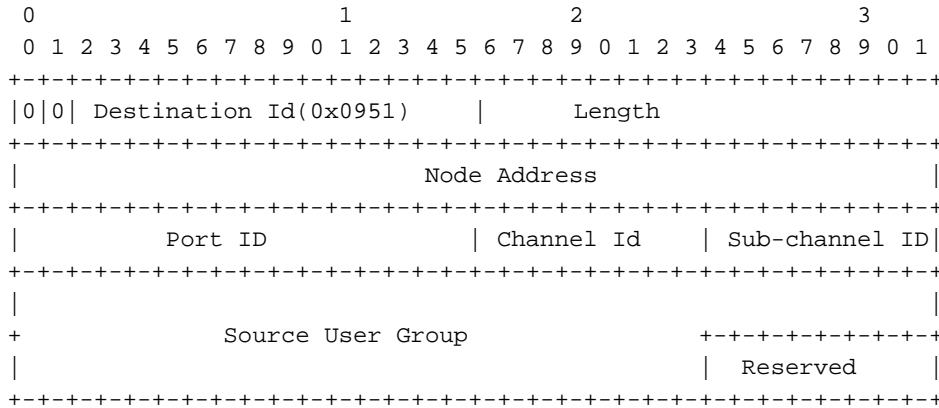 0                   1                   2                   3
0 1 2 3 4 5 6 7 8 9 0 1 2 3 4 5 6 7 8 9 0 1 2 3 4 5 6 7 8 9 0 1
+-+-+-+-+-+-+-+-+-+-+-+-+-+-+-+-+-+-+-+-+-+-+-+-+-+-+-+-+-+-+-+-+
|0|0| Destination Id(0x0951)    |      Length
+-+-+-+-+-+-+-+-+-+-+-+-+-+-+-+-+-+-+-+-+-+-+-+-+-+-+-+-+-+-+-+-+
|                            Node Address                       |
+-+-+-+-+-+-+-+-+-+-+-+-+-+-+-+-+-+-+-+-+-+-+-+-+-+-+-+-+-+-+-+-+
|          Port ID              | Channel Id    | Sub-channel ID|
+-+-+-+-+-+-+-+-+-+-+-+-+-+-+-+-+-+-+-+-+-+-+-+-+-+-+-+-+-+-+-+-+
|                                                               |
+              Source User Group                +-+-+-+-+-+-+-+-+
|                                               |  Reserved     |
+-+-+-+-+-+-+-+-+-+-+-+-+-+-+-+-+-+-+-+-+-+-+-+-+-+-+-+-+-+-+-+-+